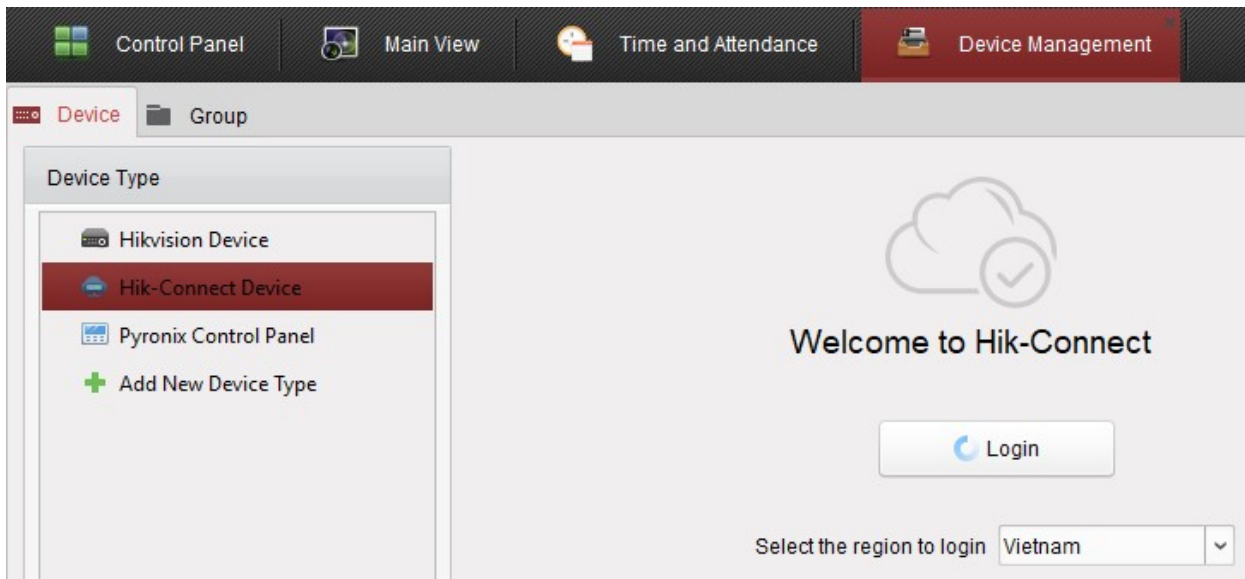 Control Panel Main View Time and Attendance Device Management
Device Group
Device Type
Hikvision Device
Hik-Connect Device
Pyronix Control Panel
Add New Device Type
Welcome to Hik-Connect
Login
Select the region to login Vietnam